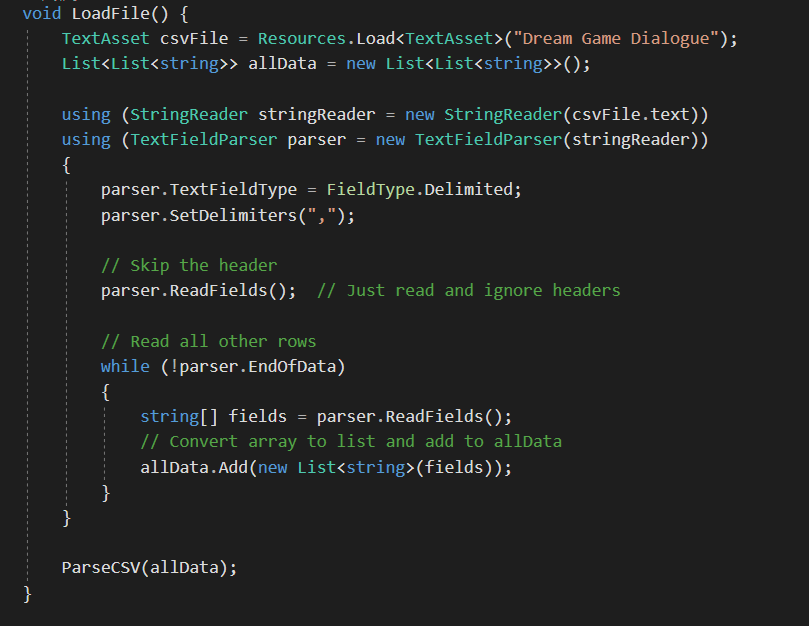 void LoadFile() {
    TextAsset csvFile = Resources.Load<TextAsset>("Dream Game Dialogue");
    List<List<string>> allData = new List<List<string>>();

    using (StringReader stringReader = new StringReader(csvFile.text))
    using (TextFieldParser parser = new TextFieldParser(stringReader))
    {
        parser.TextFieldType = FieldType.Delimited;
        parser.SetDelimiters(",");

        // Skip the header
        parser.ReadFields();  // Just read and ignore headers

        // Read all other rows
        while (!parser.EndOfData)
        {
            string[] fields = parser.ReadFields();
            // Convert array to list and add to allData
            allData.Add(new List<string>(fields));
        }
    }

    ParseCSV(allData);
}